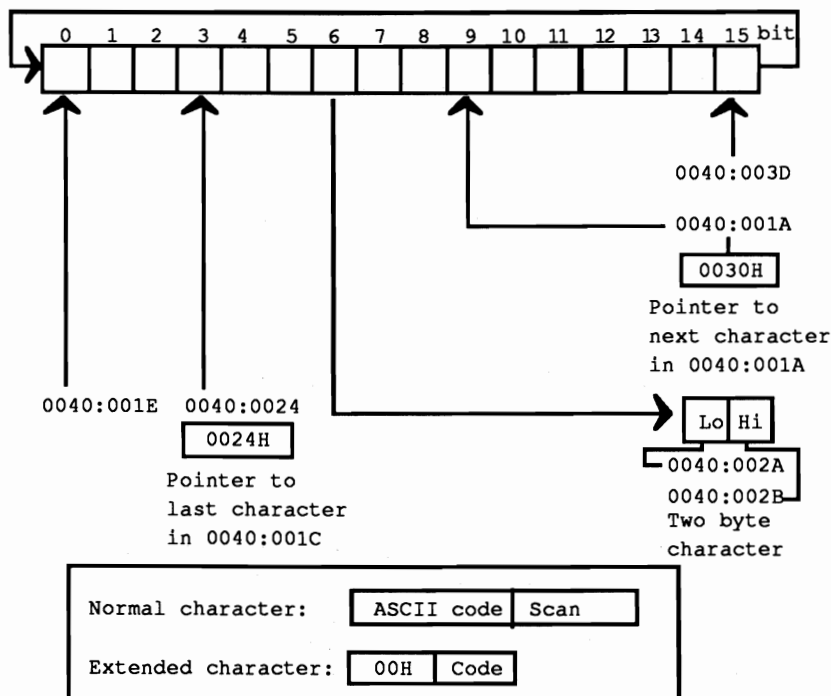 0 1 2 3 4 5 6 7 8 9 10 11 12 13 14 15 bit
0040:003D
0040:001A
0030H
Pointer to
next character
in 0040:001A
0040:001E 0040:0024
0024H
Pointer to
last character
in 0040:001C
Lo Hi
0040:002A
0040:002B
Two byte
character
Normal character: ASCII code Scan
Extended character: 00H Code